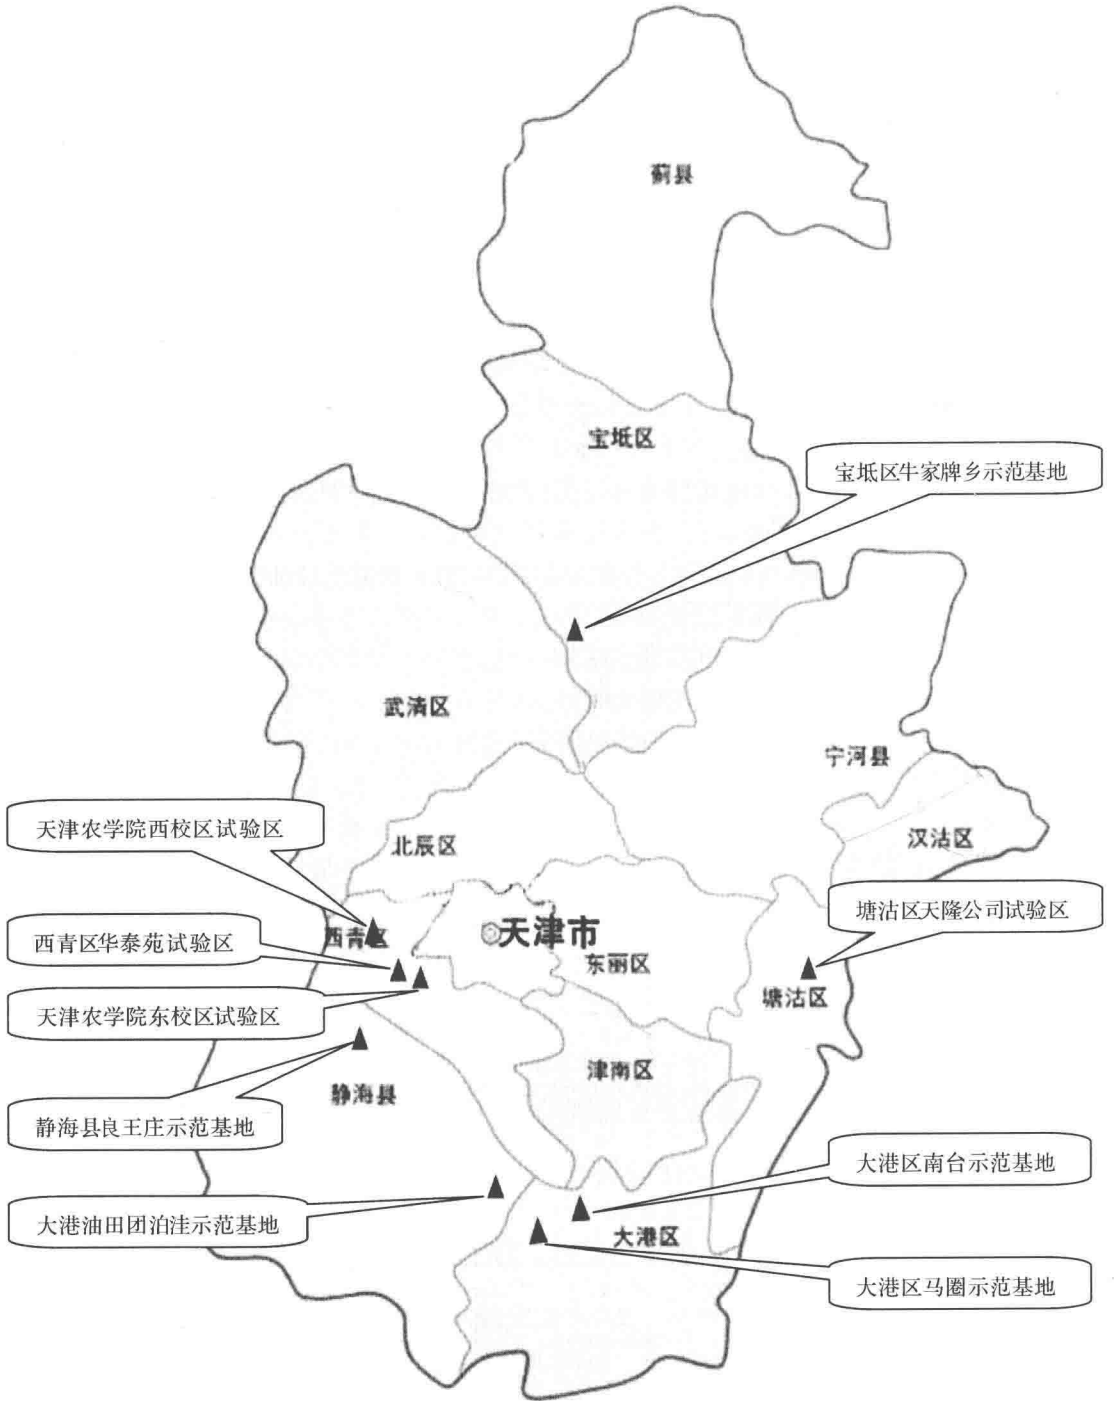 蓟县
宝坻区
宝坻区牛家牌乡示范基地
武清区
宁河县
天津农学院西校区试验区
北辰区
汉沽区
塘沽区天隆公司试验区
西青区
天津市
西青区华泰苑试验区
东丽区
塘沽区
天津农学院东校区试验区
津南区
静海县
静海县良王庄示范基地
大港区南台示范基地
大港油田团泊洼示范基地
大港区
大港区马圈示范基地